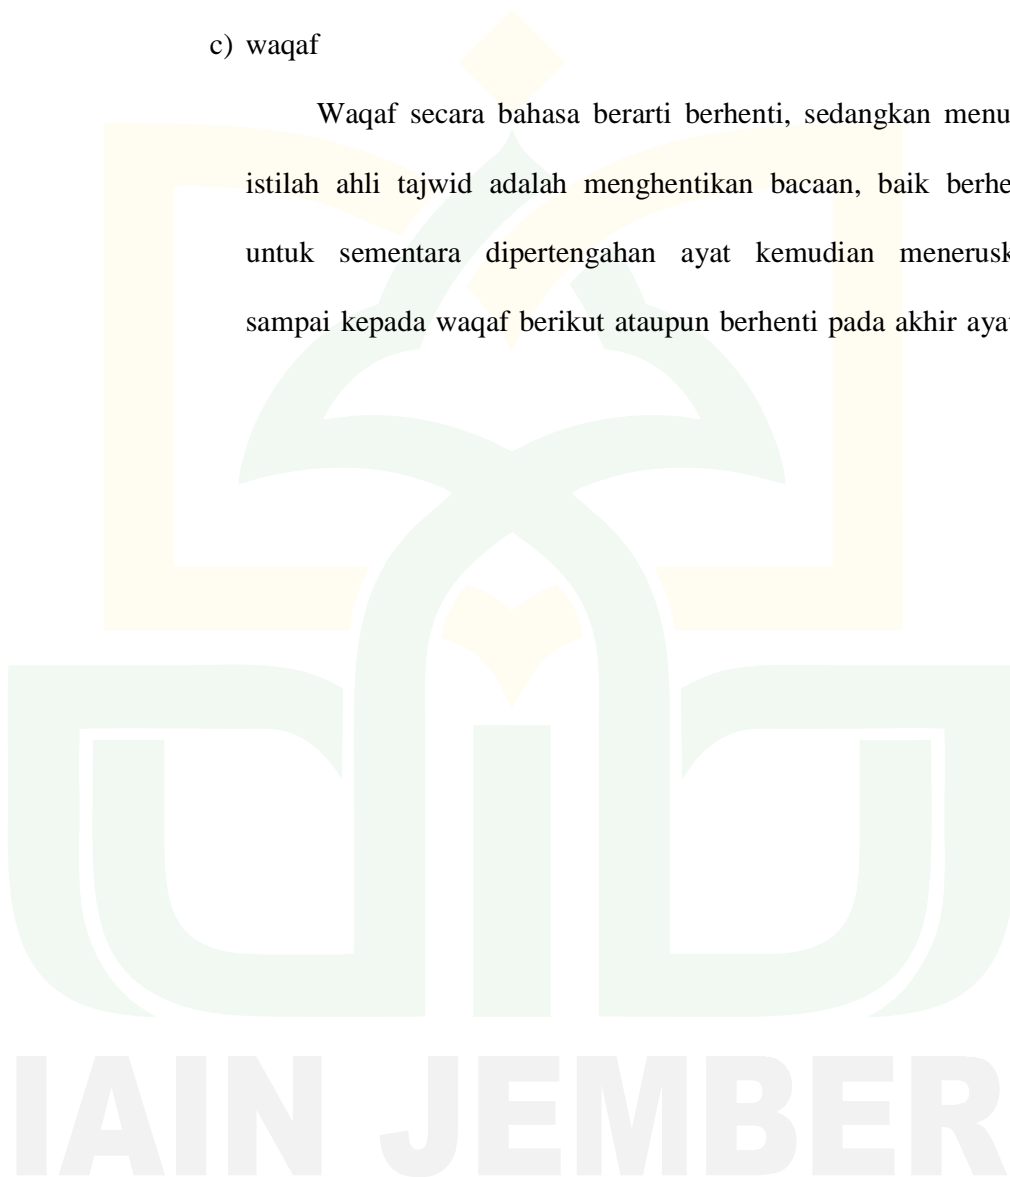 c) waqaf
Waqaf secara bahasa berarti berhenti, sedangkan menu
istilah ahli tajwid adalah menghentikan bacaan, baik berhe
untuk sementara dipertengahan ayat kemudian menerusk
sampai kepada waqaf berikut ataupun berhenti pada akhir aya
IAIN JEMBER